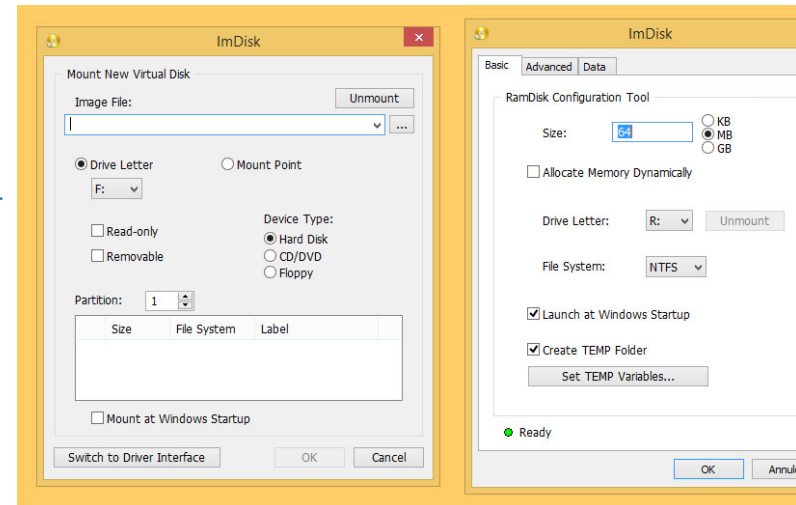 ImDisk
Mount New Virtual Disk
Image File:
Unmount
...
Drive Letter
Mount Point
F:
Read-only
Removable
Device Type:
Hard Disk
CD/DVD
Floppy
Partition:
1
Size File System Label
Mount at Windows Startup
Switch to Driver Interface
OK
Cancel
ImDisk
Basic Advanced Data
RamDisk Configuration Tool
Size:
64
KB
MB
GB
Allocate Memory Dynamically
Drive Letter:
R:
Unmount
File System:
NTFS
Launch at Windows Startup
Create TEMP Folder
Set TEMP Variables...
Ready
OK